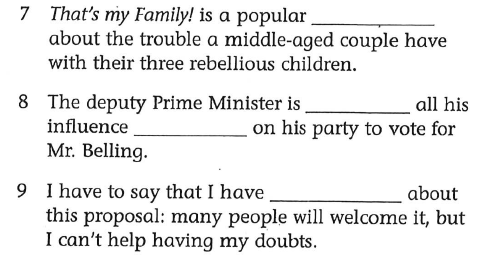 7 That's my Family! is a popular ____________
about the trouble a middle-aged couple have
with their three rebellious children.
8 The deputy Prime Minister is __________ all his
influence ___________ on his party to vote for
Mr. Belling.
9 I have to say that I have _____________ about
this proposal: many people will welcome it, but
I can't help having my doubts.